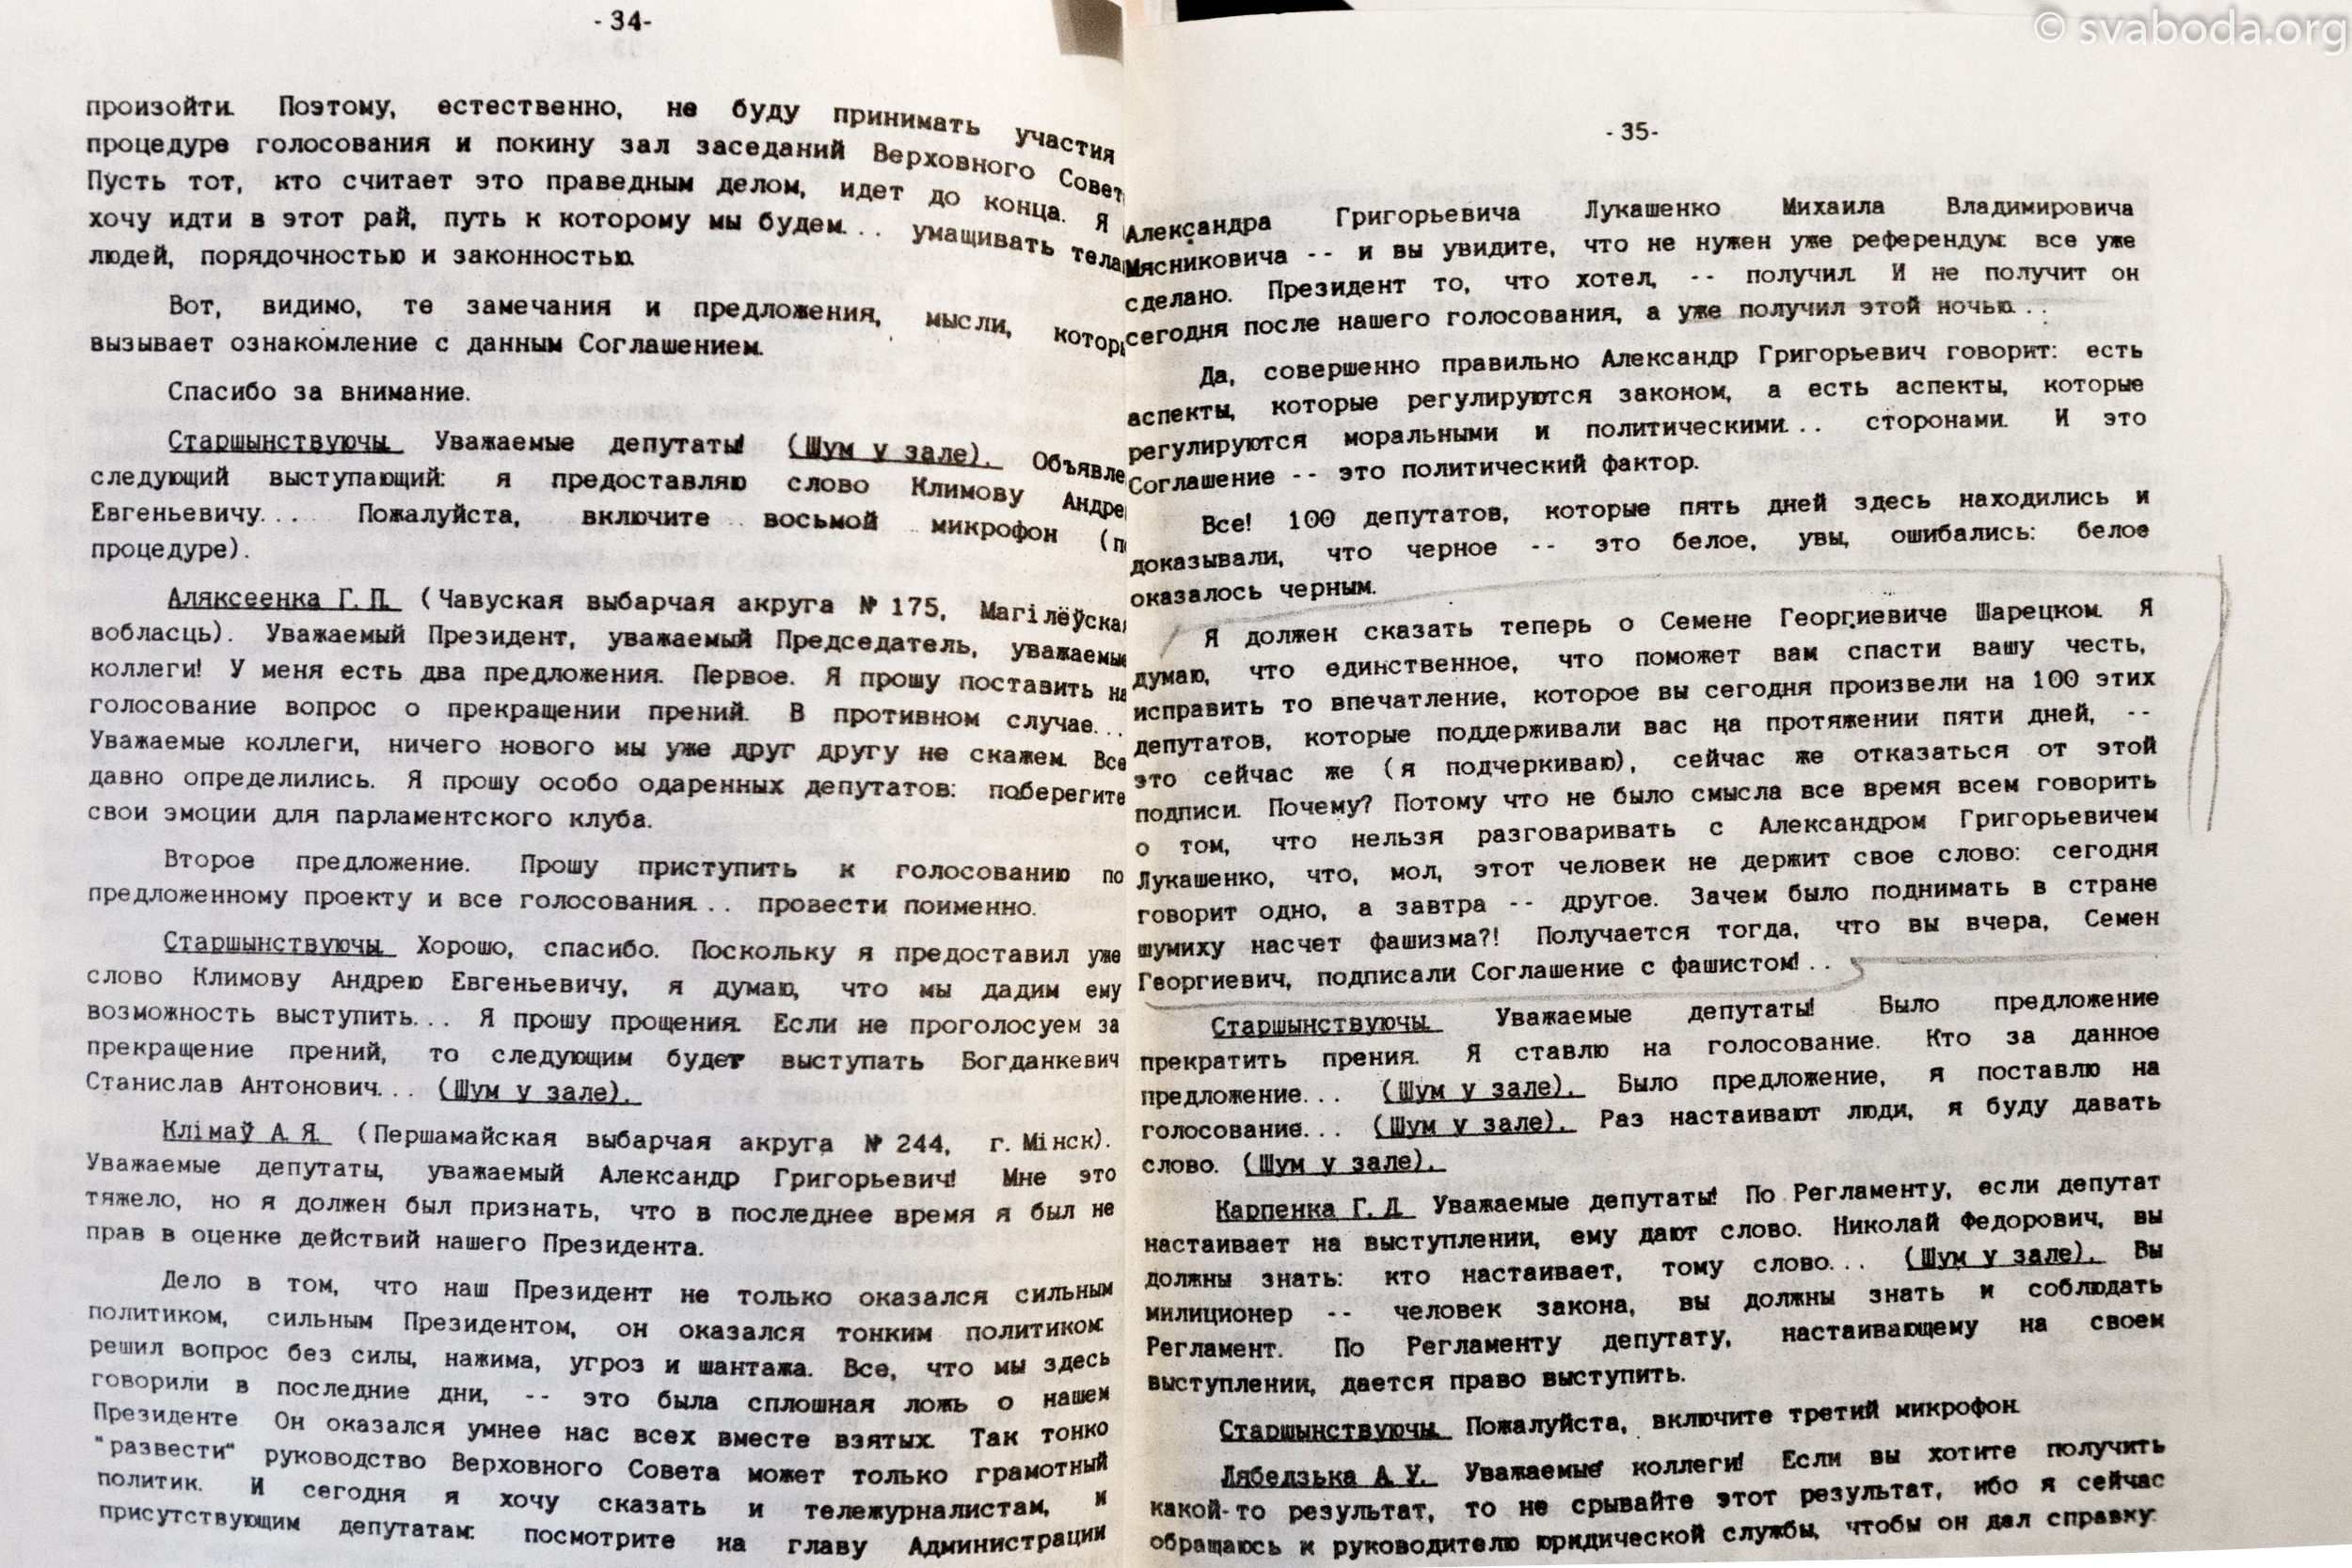 © svaboda.org
-34-
произойти. Поэтому, естественно, не буду принимать участия
процедуре голосования и покину зал заседаний Верховного Совет
Пусть тот, кто считает это праведным делом, идет до конца. Я
хочу идти в этот рай, путь к которому мы будем... умащивать тела
людей, порядочностью и законностью.
Вот, видимо, те замечания и предложения, мысли, котор
вызывает ознакомление с данным Соглашением.
Спасибо за внимание.
Старшынствуючы. Уважаемые депутаты! (Шум у зале). Объявле
следующий выступающий: я предоставляю слово Климову Андре
Евгеньевичу... Пожалуйста, включите восьмой микрофон (п
процедуре).
Аляксеенка Г.П. (Чавуская выбарчая акруга № 175, Магілёўска
вобласць). Уважаемый Президент, уважаемый Председатель, уважаемые
коллеги! У меня есть два предложения. Первое. Я прошу поставить на
голосование вопрос о прекращении прений. В противном случае...
Уважаемые коллеги, ничего нового мы уже друг другу не скажем. Все
давно определились. Я прошу особо одаренных депутатов: поберегите
свои эмоции для парламентского клуба.
Второе предложение. Прошу приступить к голосованию по
предложенному проекту и все голосования... провести поименно.
Старшынствуючы. Хорошо, спасибо. Поскольку я предоставил уже
слово Климову Андрею Евгеньевичу, я думаю, что мы дадим ему
возможность выступить... Я прошу прощения. Если не проголосуем за
прекращение прений, то следующим будет выступать Богданкевич
Станислав Антонович... (Шум у зале).
Клімаў А.Я. (Першамайская выбарчая акруга № 244, г. Мінск).
Уважаемые депутаты, уважаемый Александр Григорьевич! Мне это
тяжело, но я должен был признать, что в последнее время я был не
прав в оценке действий нашего Президента.
Дело в том, что наш Президент не только оказался сильным
политиком, сильным Президентом, он оказался тонким политиком:
решил вопрос без силы, нажима, угроз и шантажа. Все, что мы здесь
говорили в последние дни, -- это была сплошная ложь о нашем
Президенте. Он оказался умнее нас всех вместе взятых. Так тонко
"развести" руководство Верховного Совета может только грамотный
политик. И сегодня я хочу сказать и тележурналистам, и
присутствующим депутатам: посмотрите на главу Администрации
-35-
Александра Григорьевича Лукашенко Михаила Владимировича
Мясниковича -- и вы увидите, что не нужен уже референдум: все уже
сделано. Президент то, что хотел, -- получил. И не получит он
сегодня после нашего голосования, а уже получил этой ночью...
Да, совершенно правильно Александр Григорьевич говорит: есть
аспекты, которые регулируются законом, а есть аспекты, которые
регулируются моральными и политическими... сторонами. И это
Соглашение -- это политический фактор.
Все! 100 депутатов, которые пять дней здесь находились и
доказывали, что черное -- это белое, увы, ошибались: белое
оказалось черным.
Я должен сказать теперь о Семене Георгиевиче Шарецком. Я
думаю, что единственное, что поможет вам спасти вашу честь,
исправить то впечатление, которое вы сегодня произвели на 100 этих
депутатов, которые поддерживали вас на протяжении пяти дней, --
это сейчас же (я подчеркиваю), сейчас же отказаться от этой
подписи. Почему? Потому что не было смысла все время всем говорить
о том, что нельзя разговаривать с Александром Григорьевичем
Лукашенко, что, мол, этот человек не держит свое слово: сегодня
говорит одно, а завтра -- другое. Зачем было поднимать в стране
шумиху насчет фашизма?! Получается тогда, что вы вчера, Семен
Георгиевич, подписали Соглашение с фашистом!..
Старшынствуючы. Уважаемые депутаты! Было предложение
прекратить прения. Я ставлю на голосование. Кто за данное
предложение... (Шум у зале). Было предложение, я поставлю на
голосование... (Шум у зале). Раз настаивают люди, я буду давать
слово. (Шум у зале).
Карпенка Г.Д. Уважаемые депутаты! По Регламенту, если депутат
настаивает на выступлении, ему дают слово. Николай Федорович, вы
должны знать: кто настаивает, тому слово... (Шум у зале). Вы
милиционер -- человек закона, вы должны знать и соблюдать
Регламент. По Регламенту депутату, настаивающему на своем
выступлении, дается право выступить.
Старшынствуючы. Пожалуйста, включите третий микрофон.
Лябедзька А.У. Уважаемые коллеги! Если вы хотите получить
какой-то результат, то не срывайте этот результат, ибо я сейчас
обращаюсь к руководителю юридической службы, чтобы он дал справку: